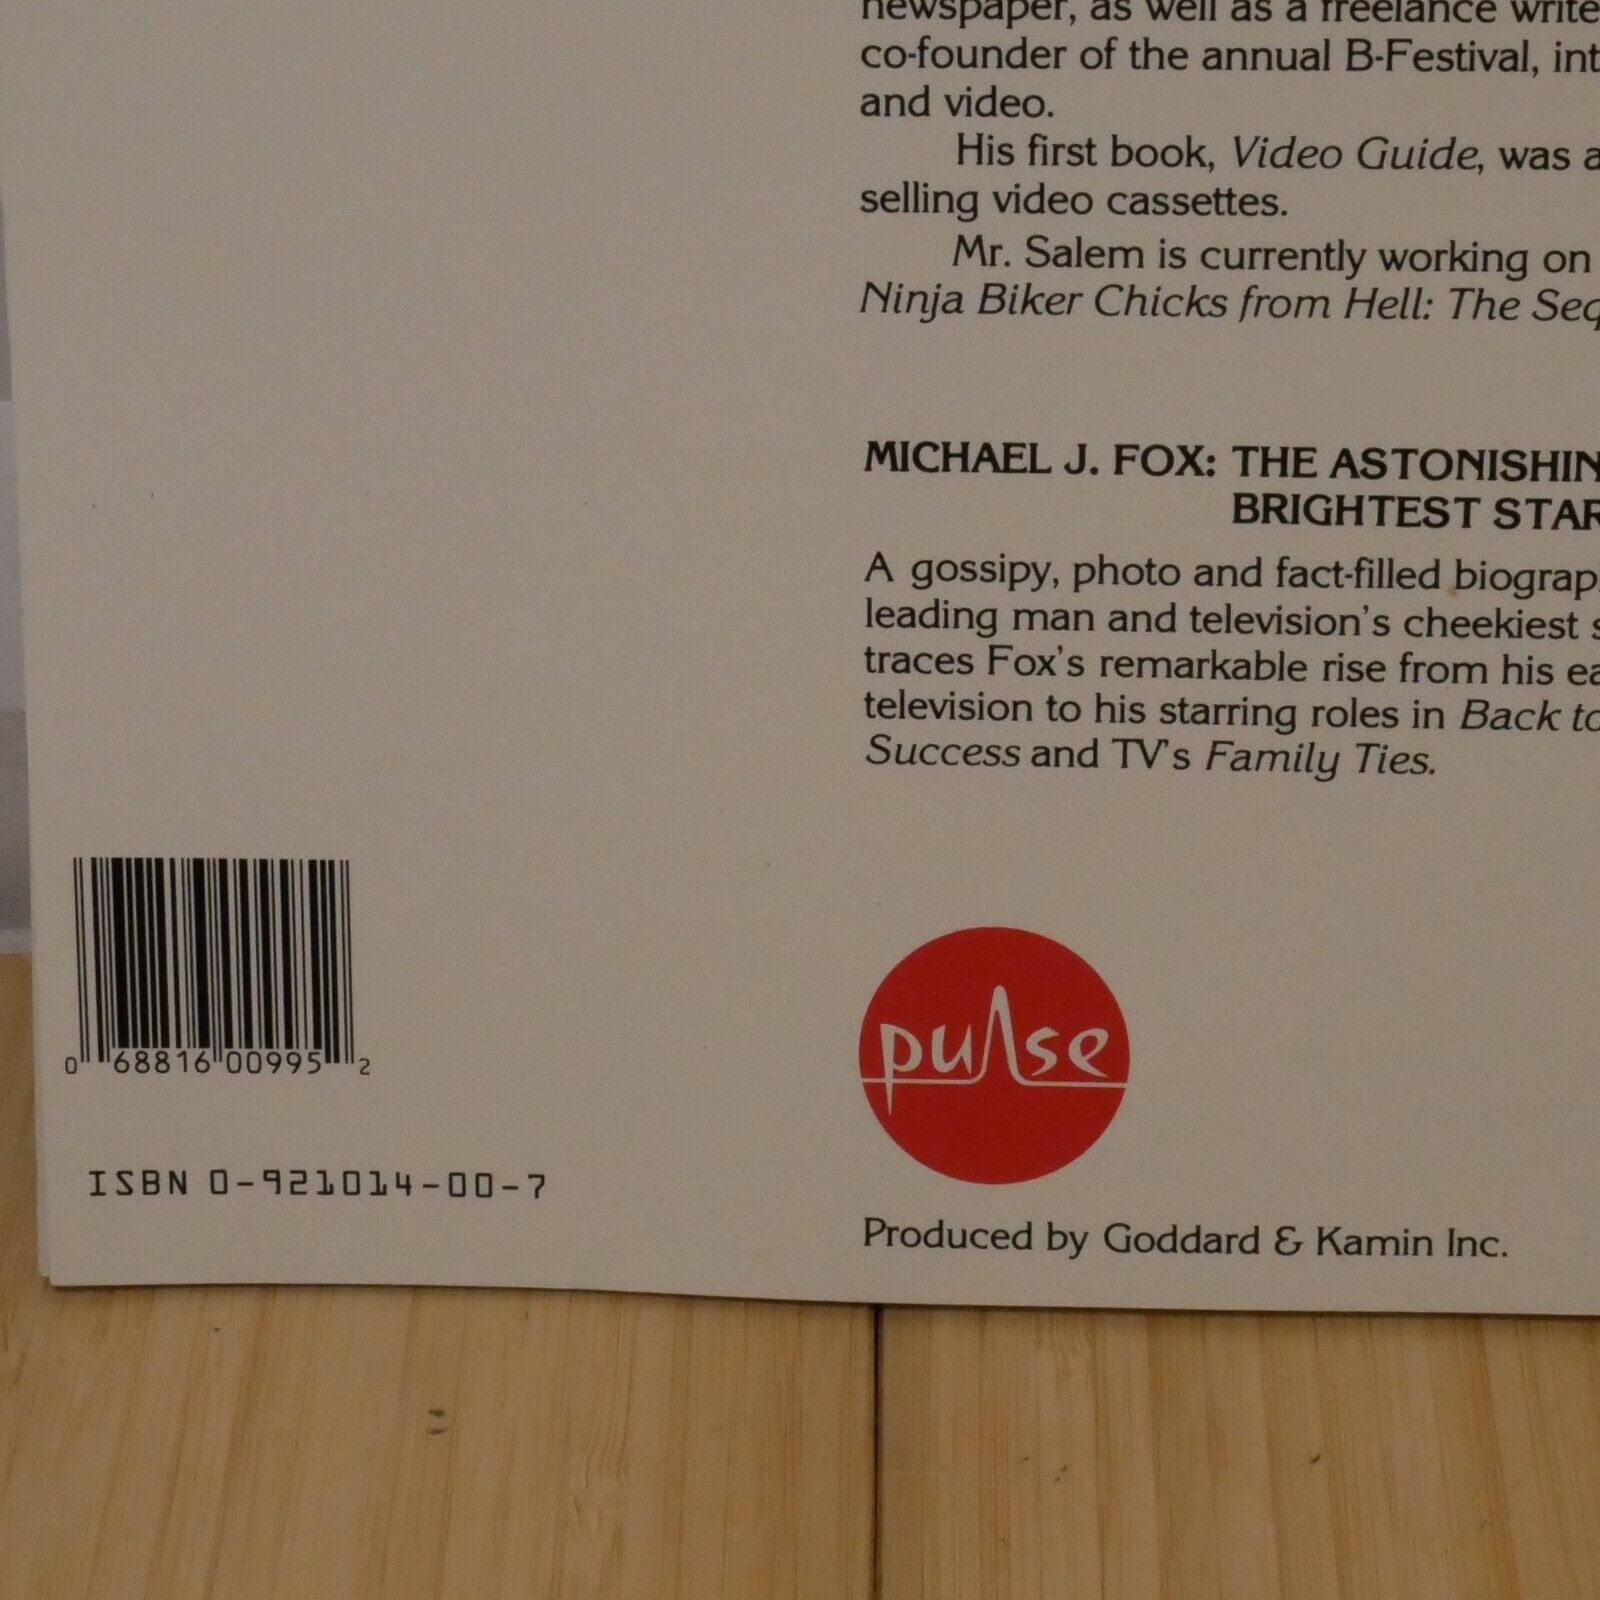 newspaper, as well as a freelance write
co-founder of the annual B-Festival, int
and video.
His first book, Video Guide, was a
selling video cassettes.
Mr. Salem is currently working on
Ninja Biker Chicks from Hell: The Seq
MICHAEL J. FOX: THE ASTONISHIN
BRIGHTEST STAR
A gossipy, photo and fact-filled biograp
leading man and television's cheekiest s
traces Fox's remarkable rise from his ea
television to his starring roles in Back to
Success and TV's Family Ties.
0 68816 00995 2
ISBN 0-921014-00-7
pulse
Produced by Goddard & Kamin Inc.